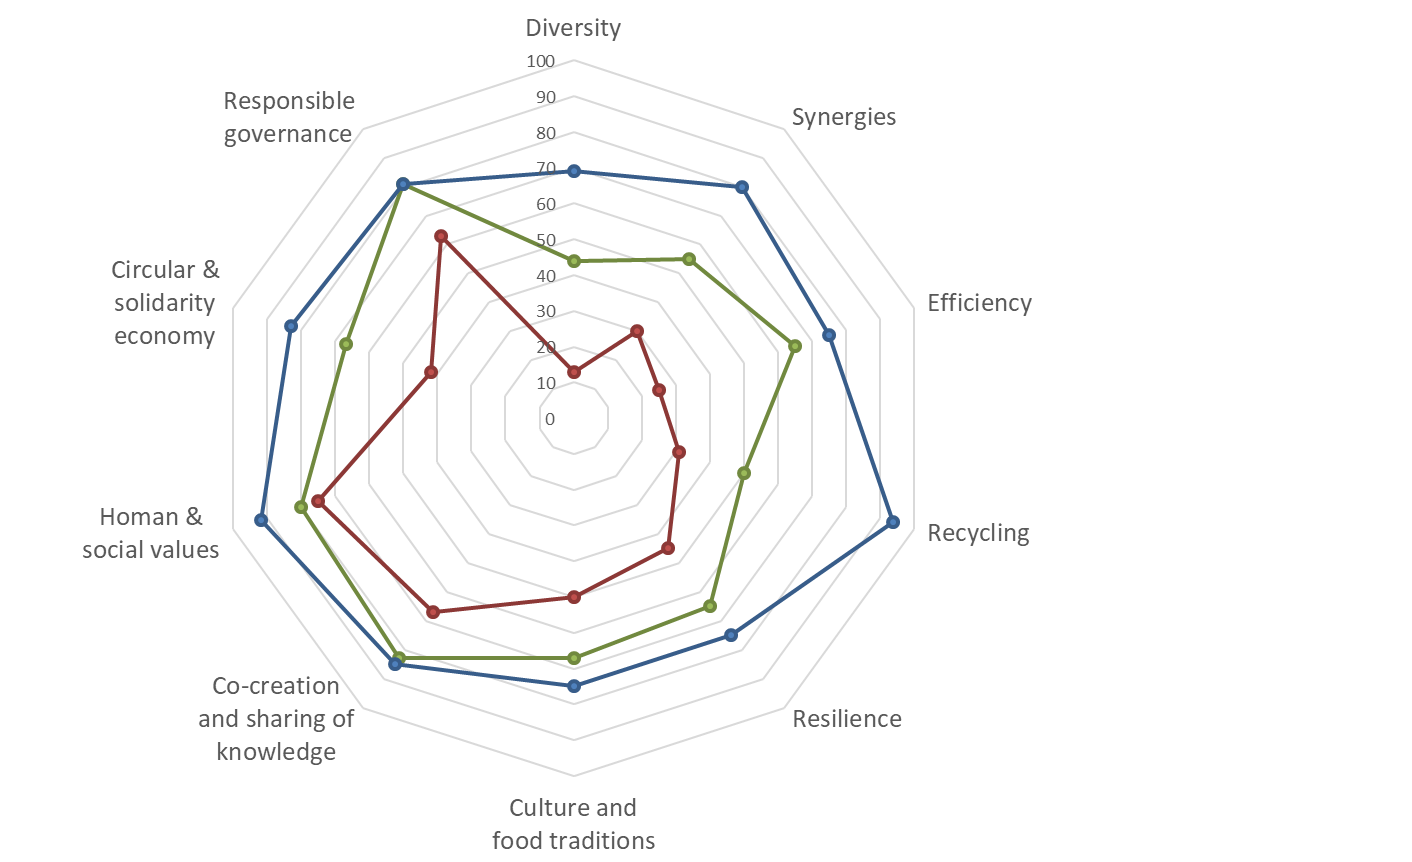 Diversity
100
90
80
70
60
50
40
30
20
10
0
Synergies
Efficiency
Recycling
Resilience
Culture and
food traditions
Co-creation
and sharing of
knowledge
Homan &
social values
Circular &
solidarity
economy
Responsible
governance